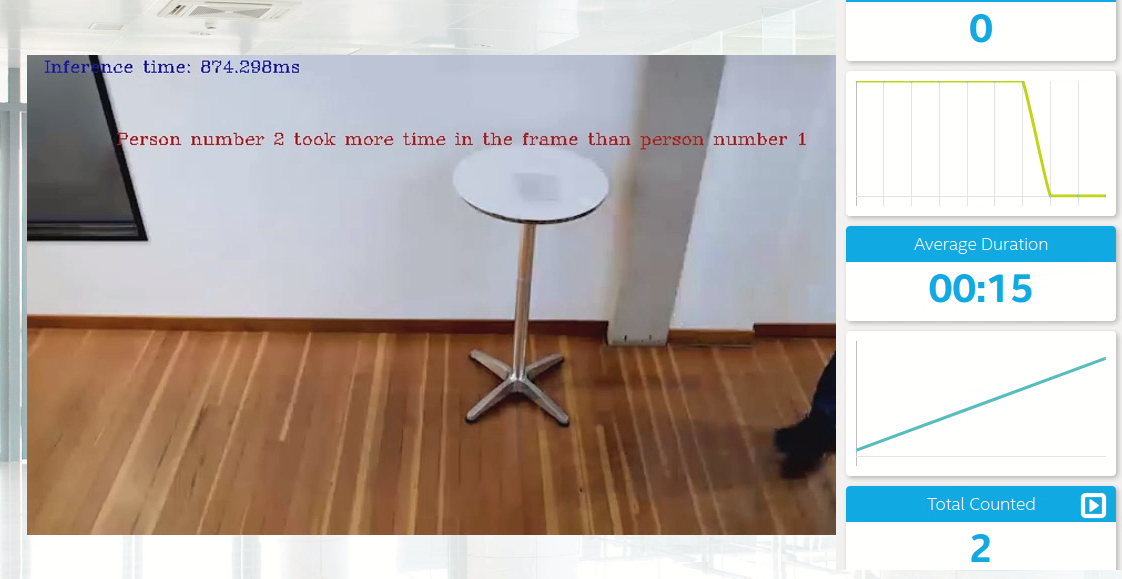 0
Inference time: 874.298ms
Person number 2 took more time in the frame than person number 1
Average Duration
00:15
Total Counted
2